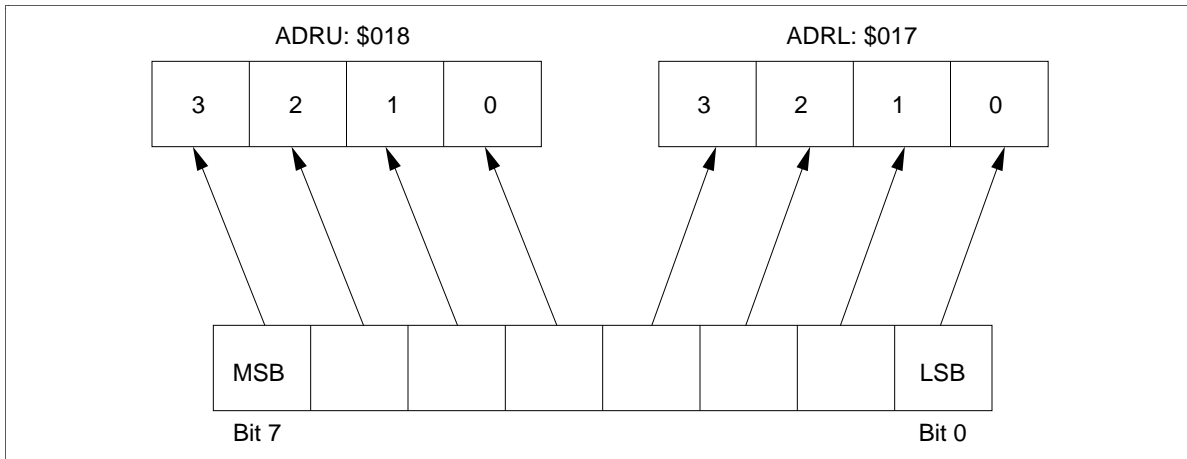 ADRU: $018 ADRL: $017
3 2 1 0 3 2 1 0
MSB LSB
Bit 7 Bit 0